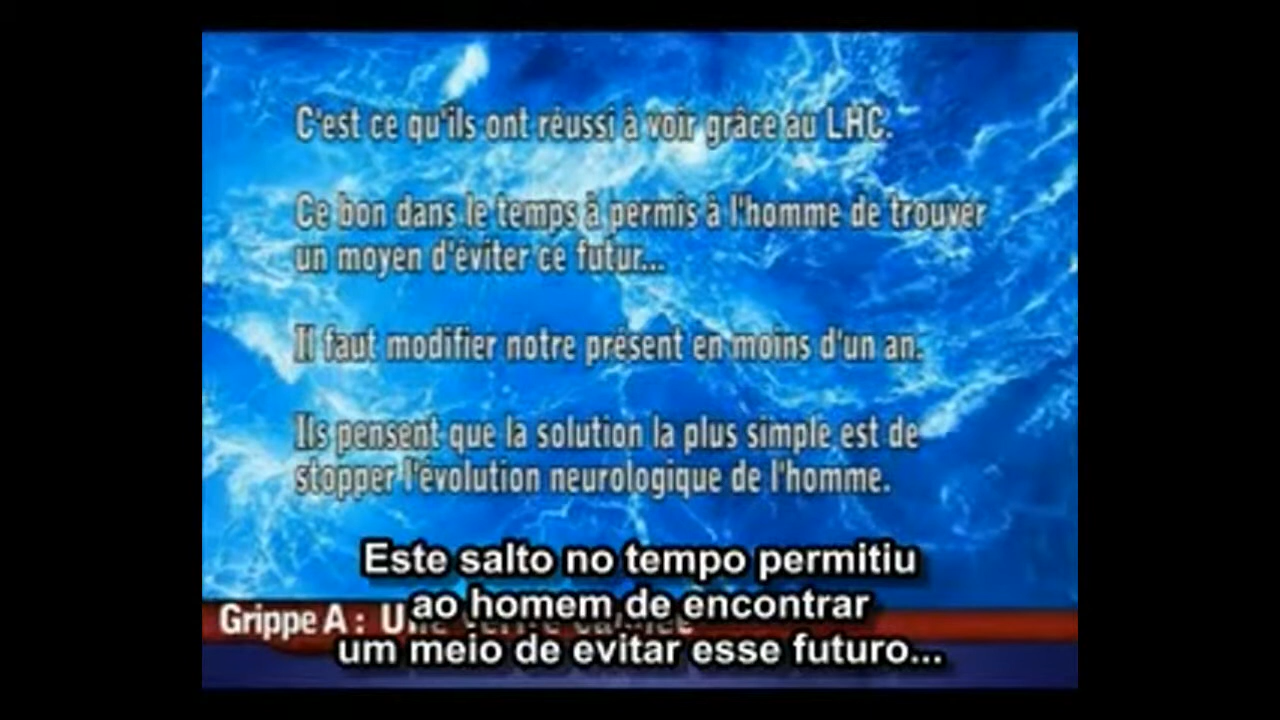 C'est ce qu'ils ont réussi à voir grâce au LHC.
Ce bon dans le temps à permis à l'homme de trouver
un moyen d'éviter ce futur...
Il faut modifier notre présent en moins d'un an.
Ils pensent que la solution la plus simple est de
stopper l'évolution neurologique de l'homme.
Este salto no tempo permitiu
ao homem de encontrar
um meio de evitar esse futuro...
Grippe A :